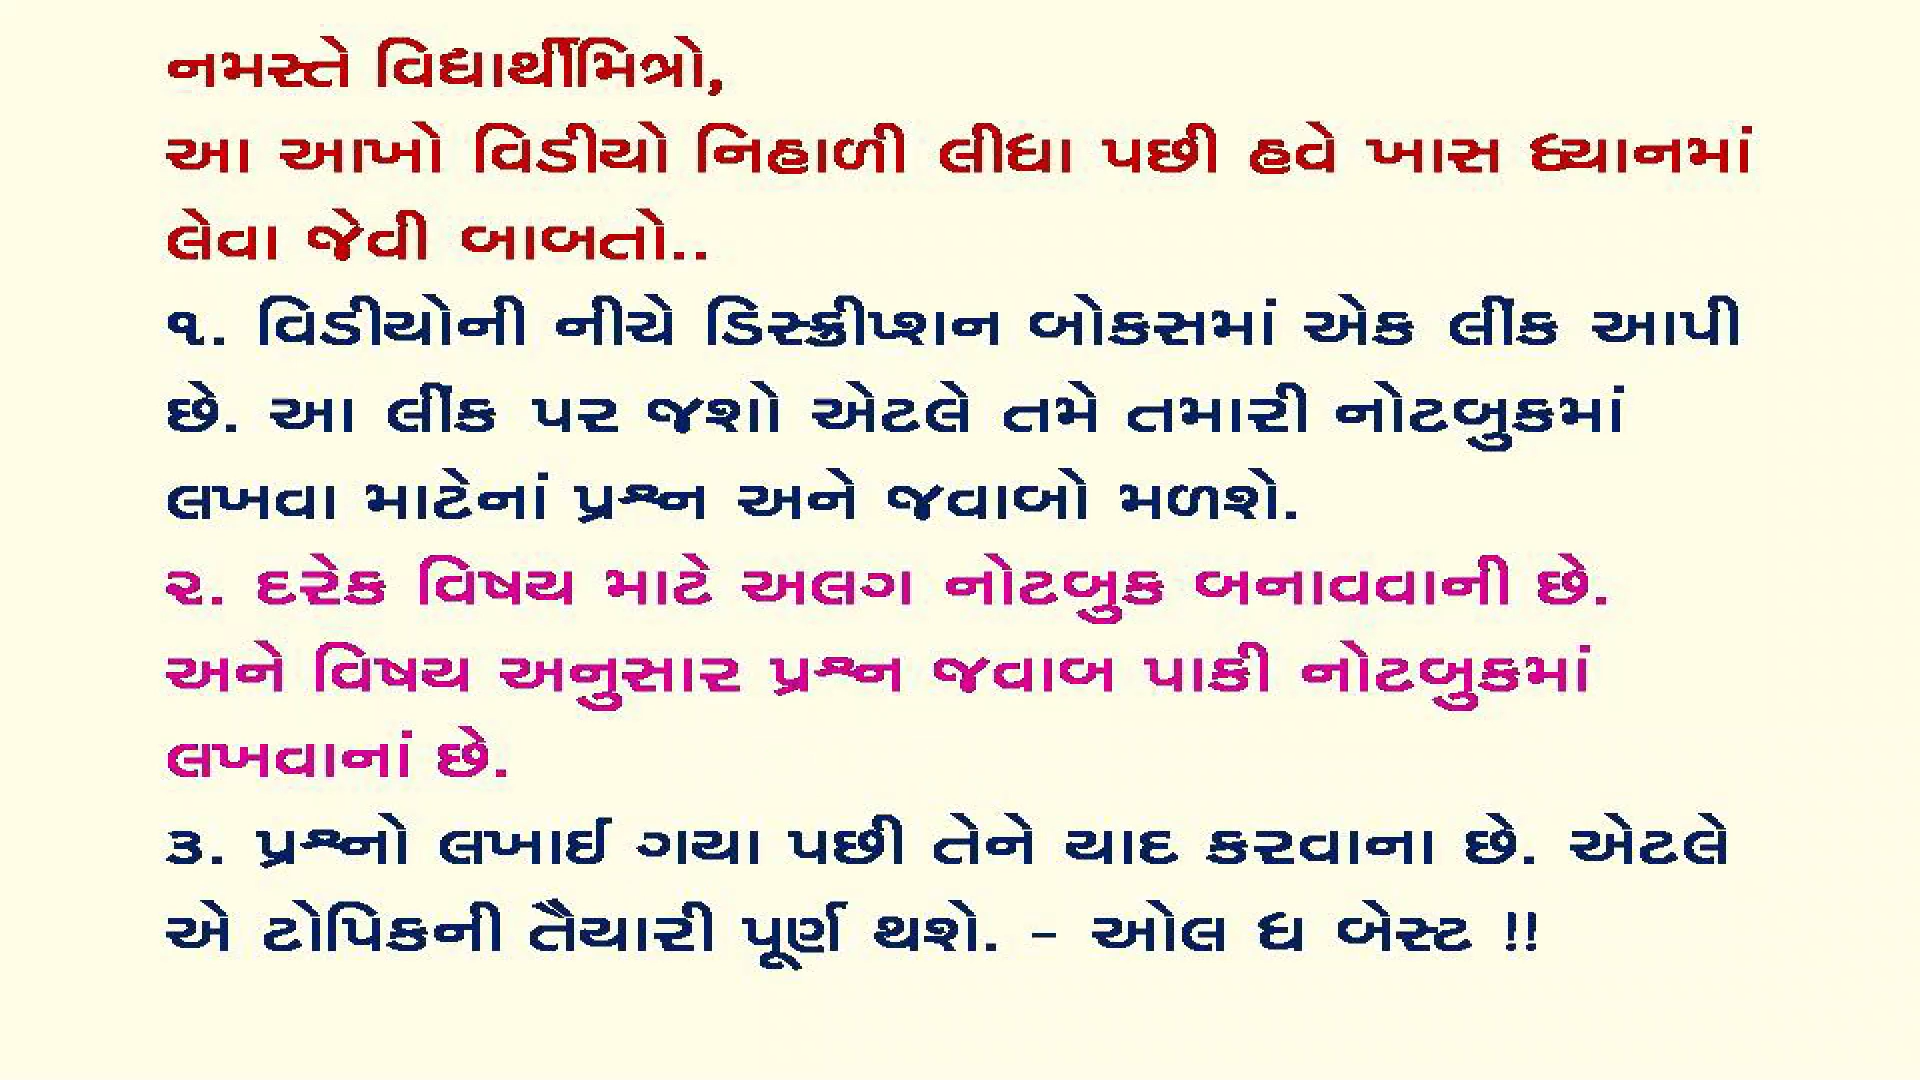 નમસ્તે વિદ્યાર્થીમિત્રો,
આ આખો વિડીયો નિહાળી લીધા પછી હવે ખાસ ધ્યાનમાં
લેવા જેવી બાબતો..
૧. વિડીયોની નીચે ડિસ્ક્રીપ્શન બોકસમાં એક લીંક આપી
છે. આ લીંક પર જશો એટલે તમે તમારી નોટબુકમાં
લખવા માટેનાં પ્રશ્ન અને જવાબો મળશે.
૨. દરેક વિષય માટે અલગ નોટબુક બનાવવાની છે.
અને વિષય અનુસાર પ્રશ્ન જવાબ પાકી નોટબુકમાં
લખવાનાં છે.
૩. પ્રશ્નો લખાઈ ગયા પછી તેને યાદ કરવાના છે. એટલે
એ ટોપિકની તૈયારી પૂર્ણ થશે. - ઓલ ધ બેસ્ટ !!